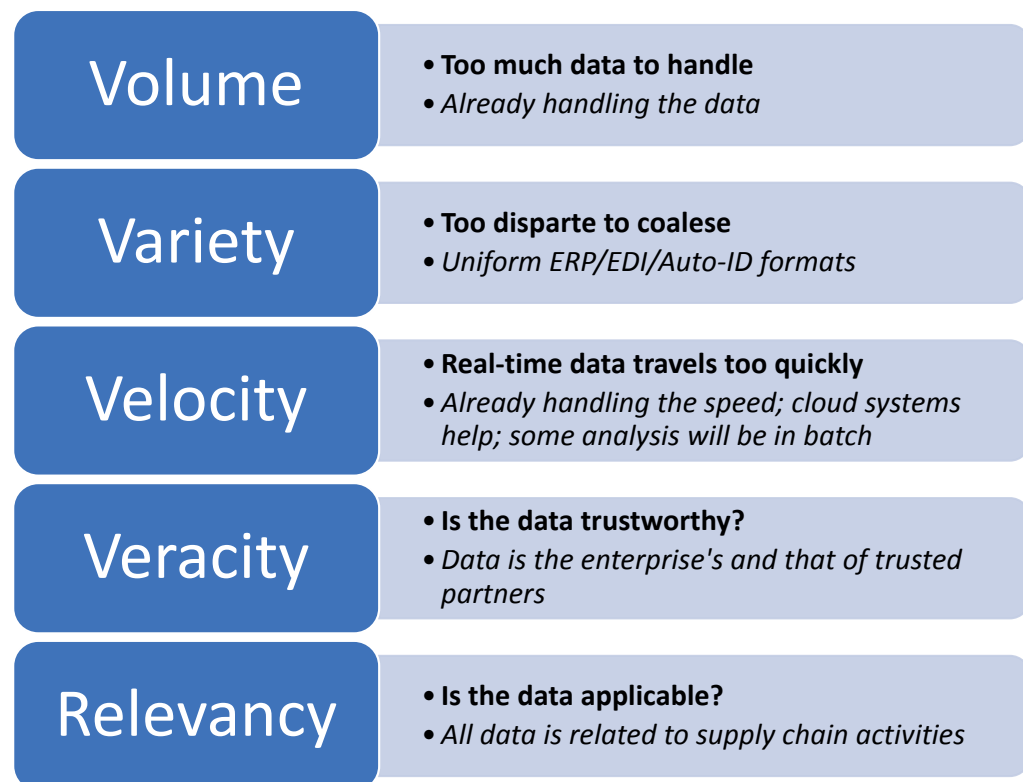 Volume
• Too much data to handle
• Already handling the data
Variety
• Too disparte to coalese
• Uniform ERP/EDI/Auto-ID formats
Velocity
• Real-time data travels too quickly
• Already handling the speed; cloud systems
help; some analysis will be in batch
Veracity
• Is the data trustworthy?
• Data is the enterprise's and that of trusted
partners
Relevancy
• Is the data applicable?
• All data is related to supply chain activities